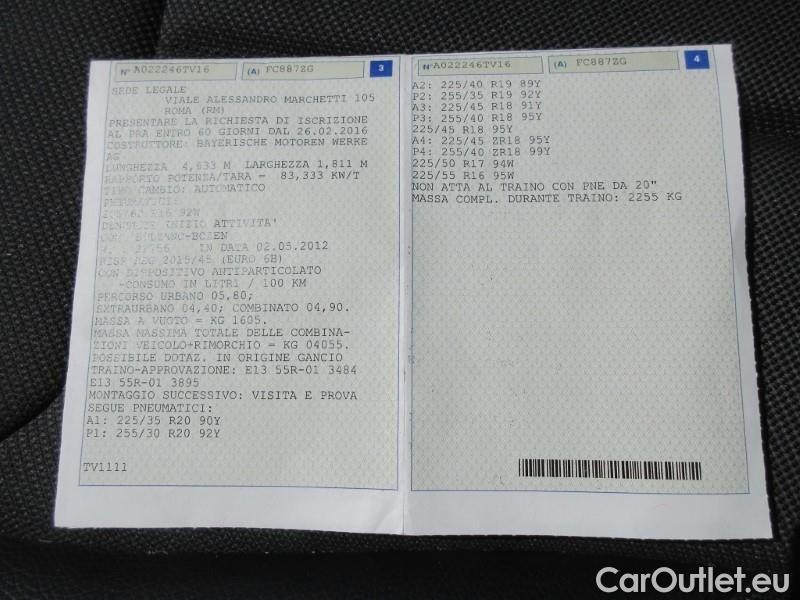 N° A022246TV16 (A) FC887ZG 3
SEDE LEGALE
VIALE ALESSANDRO MARCHETTI 105
ROMA (RM)
PRESENTARE LA RICHIESTA DI ISCRIZIONE
AL PRA ENTRO 60 GIORNI DAL 26.02.2016
COSTRUTTORE: BAYERISCHE MOTOREN WERKE
AG
LUNGHEZZA 4,633 M LARGHEZZA 1,811 M
RAPPORTO POTENZA/TARA = 83,333 KW/T
TIPO CAMBIO: AUTOMATICO
PNEUMATICI:
R16 92W
INIZIO ATTIVITA'
BOLZANO-BOZEN
IN DATA 02.05.2012
RISP REG 2015/45 (EURO 6B)
CON DISPOSITIVO ANTIPARTICOLATO
-CONSUMO IN LITRI / 100 KM
PERCORSO URBANO 05,80;
EXTRAURBANO 04,40; COMBINATO 04,90.
MASSA A VUOTO = KG 1605.
MASSA MASSIMA TOTALE DELLE COMBINA-
ZIONI VEICOLO+RIMORCHIO = KG 04055.
POSSIBILE DOTAZ. IN ORIGINE GANCIO
TRAINO-APPROVAZIONE: E13 55R-01 3484
E13 55R-01 3895
MONTAGGIO SUCCESSIVO: VISITA E PROVA
SEGUE PNEUMATICI:
A1: 225/35 R20 90Y
P1: 255/30 R20 92Y
TV1111
N° A022246TV16 (A) FC887ZG 4
A2: 225/40 R19 89Y
P2: 255/35 R19 92Y
A3: 225/45 R18 91Y
P3: 255/40 R18 95Y
225/45 R18 95Y
A4: 225/45 ZR18 95Y
P4: 255/40 ZR18 99Y
225/50 R17 94W
225/55 R16 95W
NON ATTA AL TRAINO CON PNE DA 20"
MASSA COMPL. DURANTE TRAINO: 2255 KG
CarOutlet.eu